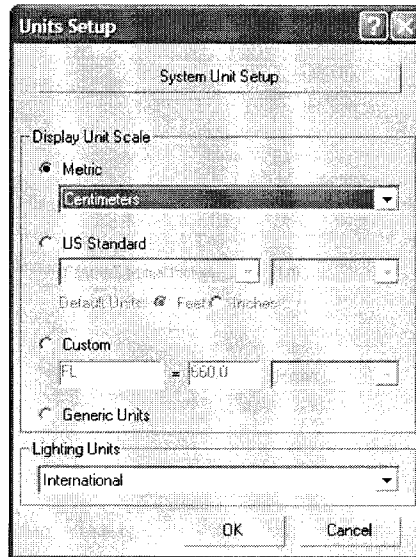 Units Setup
System Unit Setup
Display Unit Scale
Metric
Centimeters
US Standard
Default Units: Feet Inches
Custom
FL = 660.0
Generic Units
Lighting Units
International
OK Cancel